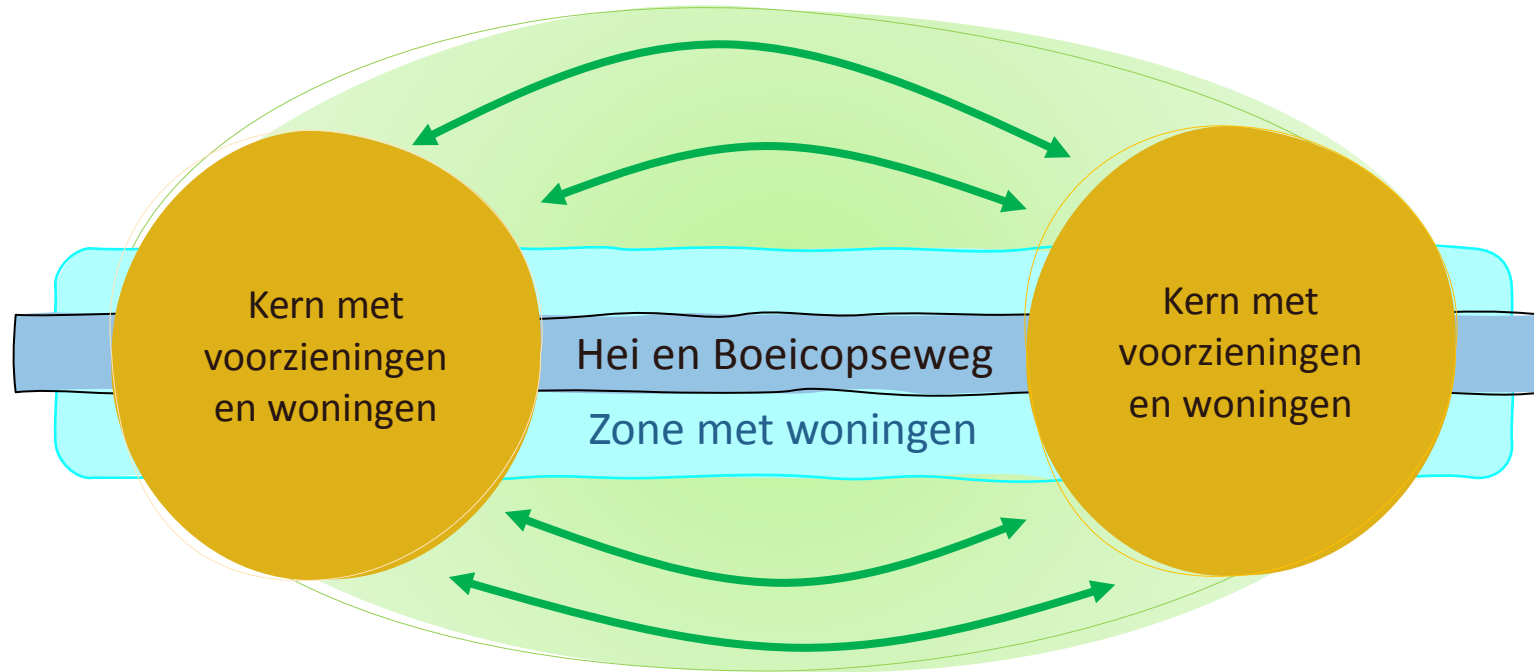 Kern met
voorzieningen
en woningen
Hei en Boeicopseweg
Zone met woningen
Kern met
voorzieningen
en woningen